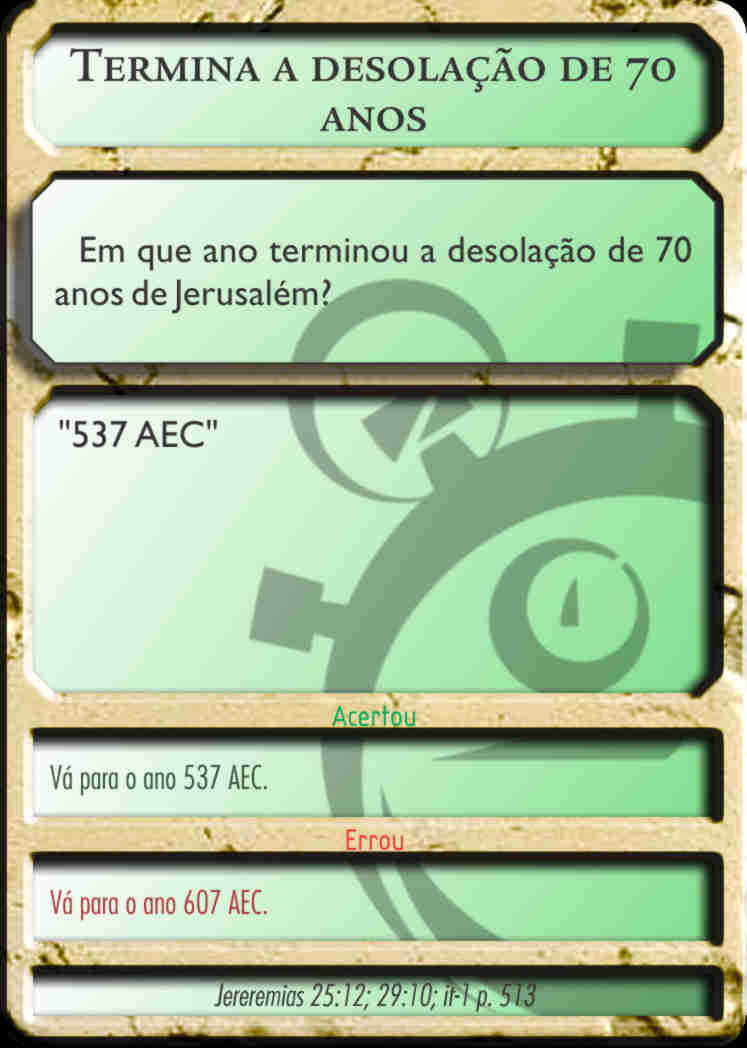 TERMINA A DESOLAÇÃO DE 70
ANOS
Em que ano terminou a desolação de 70
anos de Jerusalém?
"537 AEC"
Acertou
Vá para o ano 537 AEC.
Errou
Vá para o ano 607 AEC.
Jereremias 25:12; 29:10; it-1 p. 513